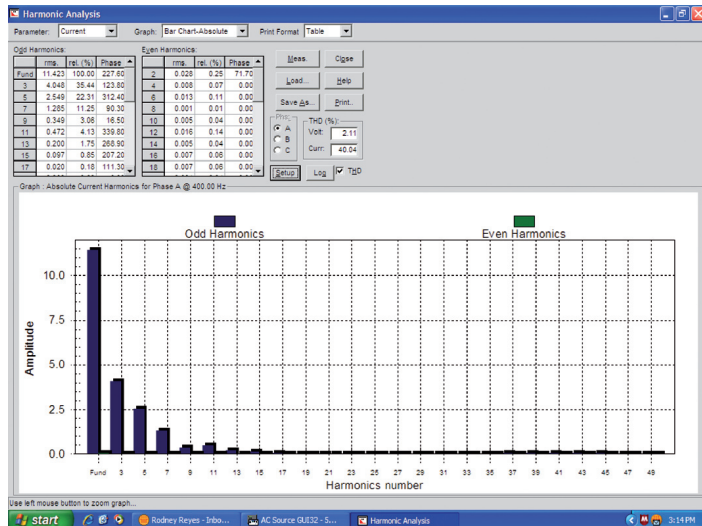 Harmonic Analysis
Parameter: Current Graph: Bar Chart-Absolute Print Format Table
Odd Harmonics: Even Harmonics:
rms. rel. (%) Phase rms. rel. (%) Phase
Fund 11.423 100.00 227.60 2 0.028 0.25 71.70
3 4.048 35.44 123.80 4 0.008 0.07 0.00
5 2.549 22.31 312.40 6 0.013 0.11 0.00
7 1.285 11.25 90.30 8 0.001 0.01 0.00
9 0.349 3.06 16.50 10 0.005 0.04 0.00
11 0.472 4.13 339.80 12 0.016 0.14 0.00
13 0.200 1.75 268.90 14 0.005 0.04 0.00
15 0.097 0.85 207.20 16 0.007 0.06 0.00
17 0.020 0.18 111.30 18 0.007 0.06 0.00
Meas. Close
Load... Help
Save As... Print..
A
B
C
THD (%):
Volt: 2.11
Curr: 40.04
Setup Log THD
Graph : Absolute Current Harmonics for Phase A @ 400.00 Hz
Odd Harmonics Even Harmonics
Amplitude
10.0
7.5
5.0
2.5
0.0
Fund 3 5 7 9 11 13 15 17 19 21 23 25 27 29 31 33 35 37 39 41 43 45 47 49
Harmonics number
Use left mouse button to zoom graph...
start Rodney Reyes - Inbo... AC Source GUI32 - S... Harmonic Analysis 3:14 PM